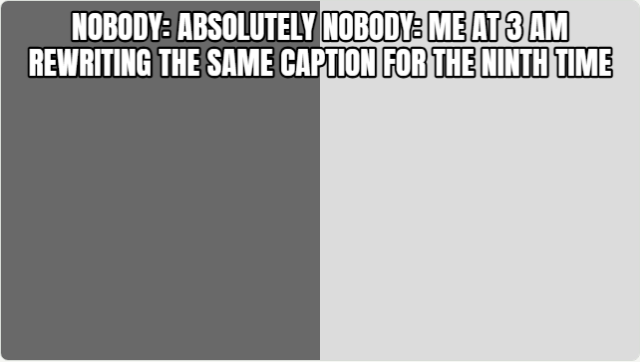 NOBODY: ABSOLUTELY NOBODY: ME AT 3 AM
REWRITING THE SAME CAPTION FOR THE NINTH TIME